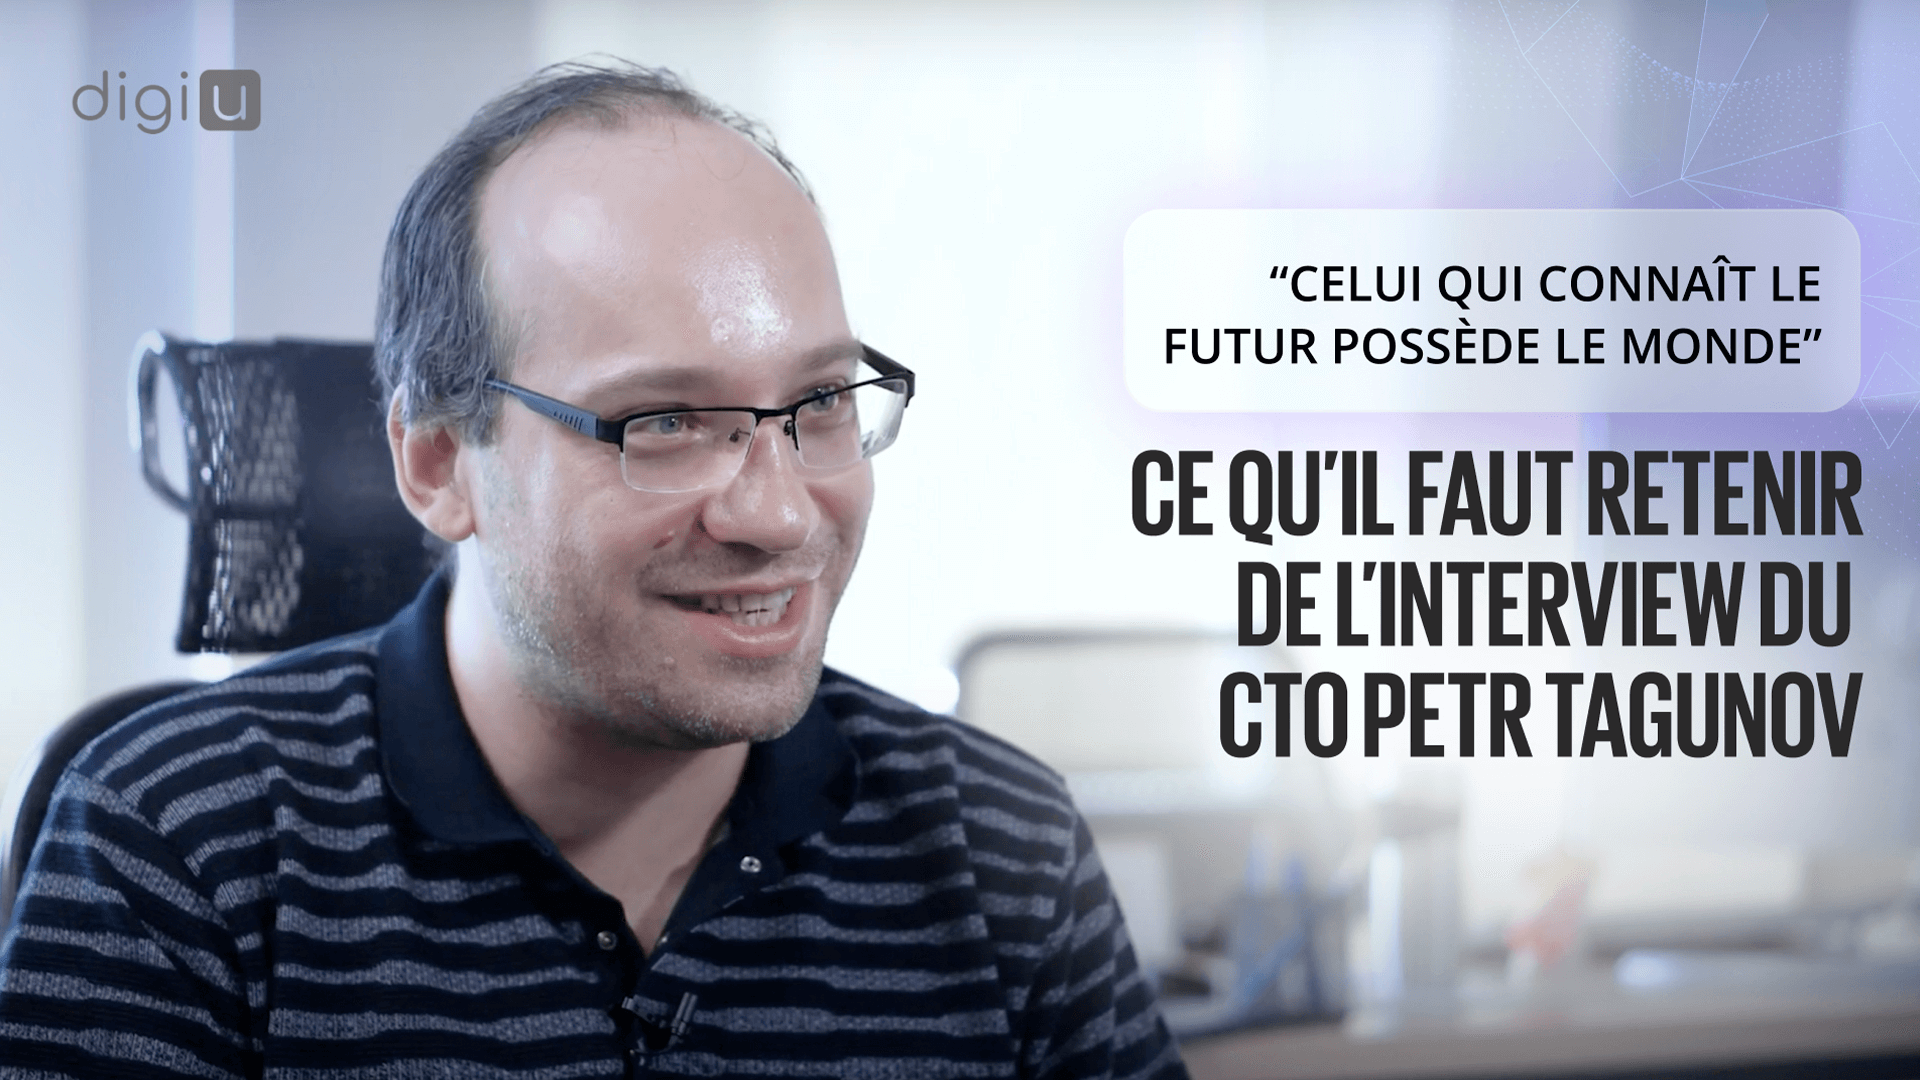 digiu
“CELUI QUI CONNAÎT LE
FUTUR POSSÈDE LE MONDE”
CE QU’IL FAUT RETENIR
DE L’INTERVIEW DU
CTO PETR TAGUNOV